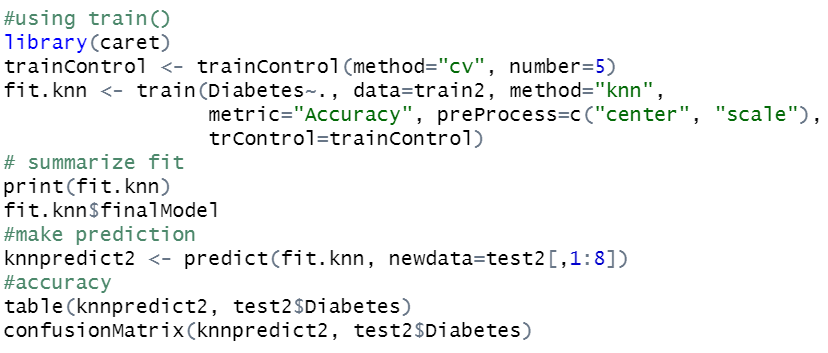 #using train()
library(caret)
trainControl <- trainControl(method="cv", number=5)
fit.knn <- train(Diabetes~., data=train2, method="knn",
                 metric="Accuracy", preProcess=c("center", "scale"),
                 trControl=trainControl)
# summarize fit
print(fit.knn)
fit.knn$finalModel
#make prediction
knnpredict2 <- predict(fit.knn, newdata=test2[,1:8])
#accuracy
table(knnpredict2, test2$Diabetes)
confusionMatrix(knnpredict2, test2$Diabetes)